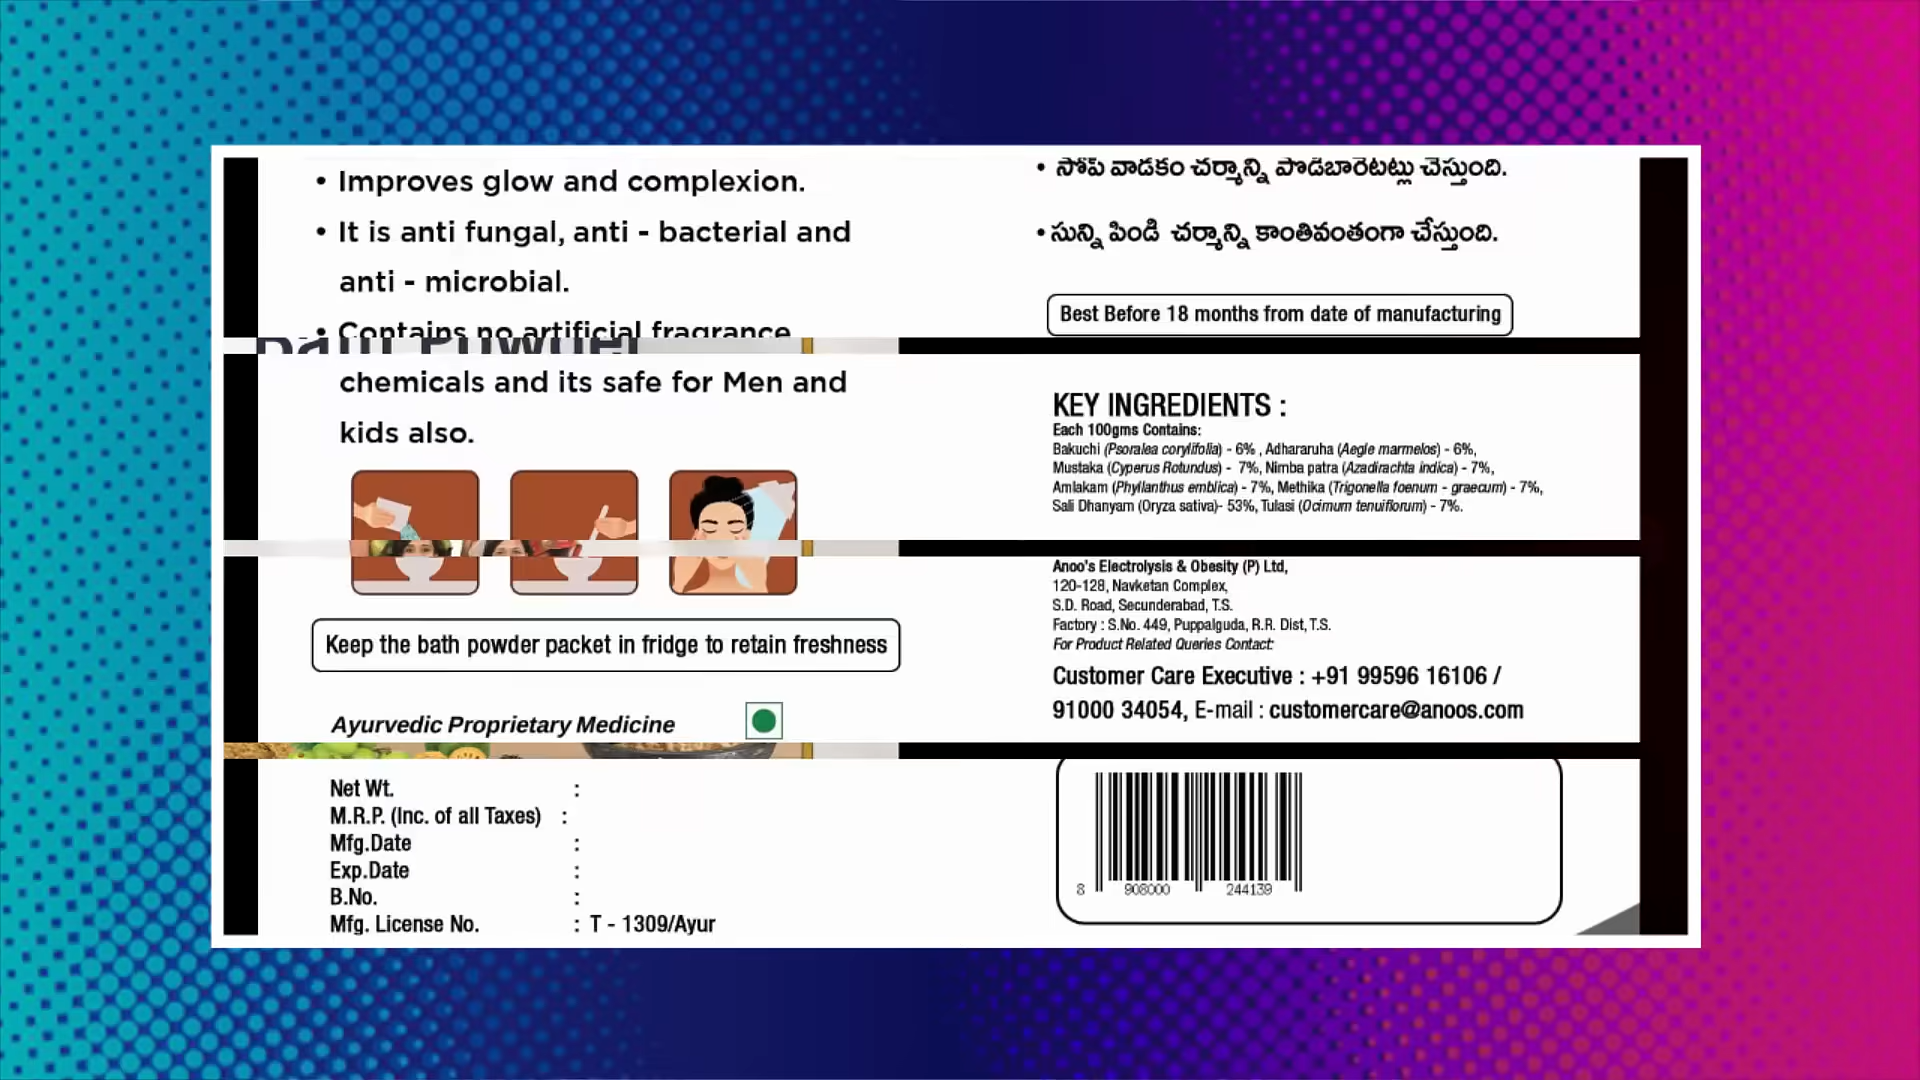 • Improves glow and complexion.
• It is anti fungal, anti - bacterial and
anti - microbial.
• Contains no artificial fragrance
chemicals and its safe for Men and
kids also.
Keep the bath powder packet in fridge to retain freshness
Ayurvedic Proprietary Medicine
Net Wt. :
M.R.P. (Inc. of all Taxes) :
Mfg.Date :
Exp.Date :
B.No. :
Mfg. License No. : T - 1309/Ayur
• సోప్ వాడకం చర్మాన్ని పొడిబారేటట్లు చేస్తుంది.
• సున్ని పిండి చర్మాన్ని కాంతివంతంగా చేస్తుంది.
Best Before 18 months from date of manufacturing
KEY INGREDIENTS :
Each 100gms Contains:
Bakuchi (Psoralea corylifolia) - 6% , Adhararuha (Aegle marmelos) - 6%,
Mustaka (Cyperus Rotundus) - 7%, Nimba patra (Azadirachta indica) - 7%,
Amlakam (Phyllanthus emblica) - 7%, Methika (Trigonella foenum - graecum) - 7%,
Sali Dhanyam (Oryza sativa)- 53%, Tulasi (Ocimum tenuiflorum) - 7%.
Anoo's Electrolysis & Obesity (P) Ltd,
120-128, Navketan Complex,
S.D. Road, Secunderabad, T.S.
Factory : S.No. 449, Puppalguda, R.R. Dist, T.S.
For Product Related Queries Contact:
Customer Care Executive : +91 99596 16106 /
91000 34054, E-mail : customercare@anoos.com
8 908000 244139